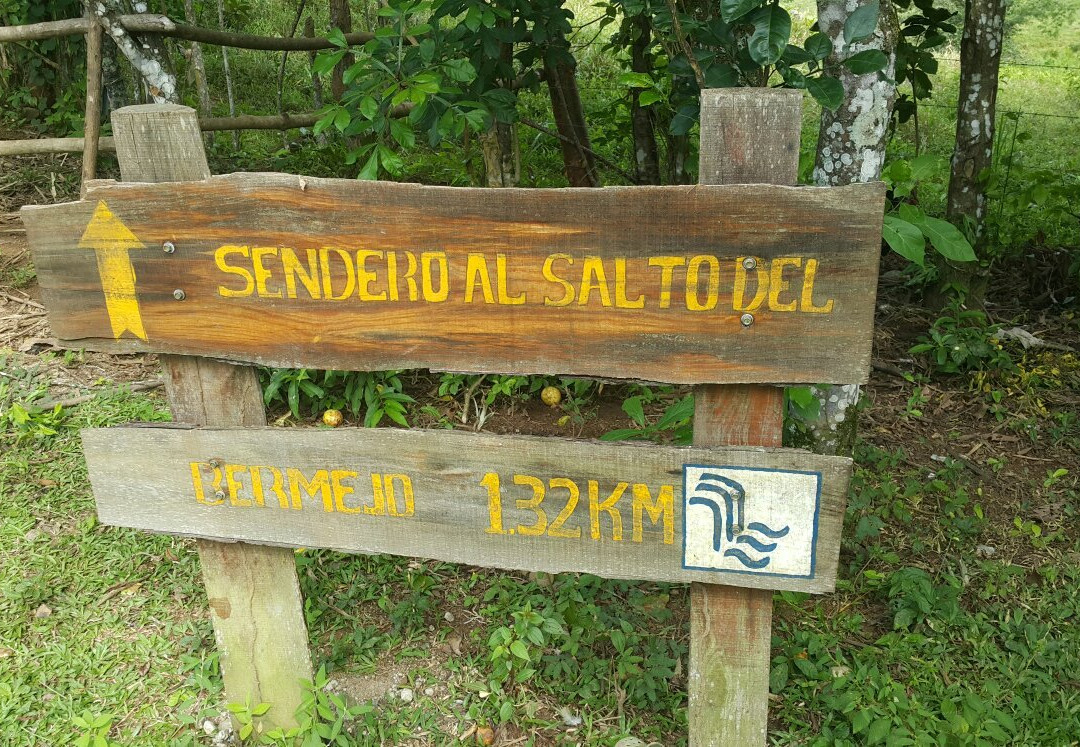 SENDERO AL SALTO DEL
BERMEJO 1.32KM